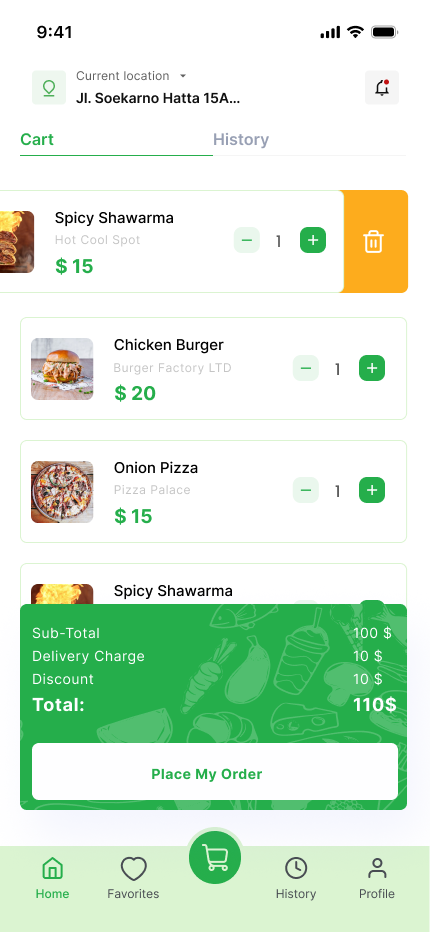 9:41
Current location
Jl. Soekarno Hatta 15A...
Cart
History
Spicy Shawarma
Hot Cool Spot
$ 15
1
Chicken Burger
Burger Factory LTD
$ 20
1
Onion Pizza
Pizza Palace
$ 15
1
Spicy Shawarma
Sub-Total 100 $
Delivery Charge 10 $
Discount 10 $
Total: 110$
Place My Order
Home
Favorites
History
Profile